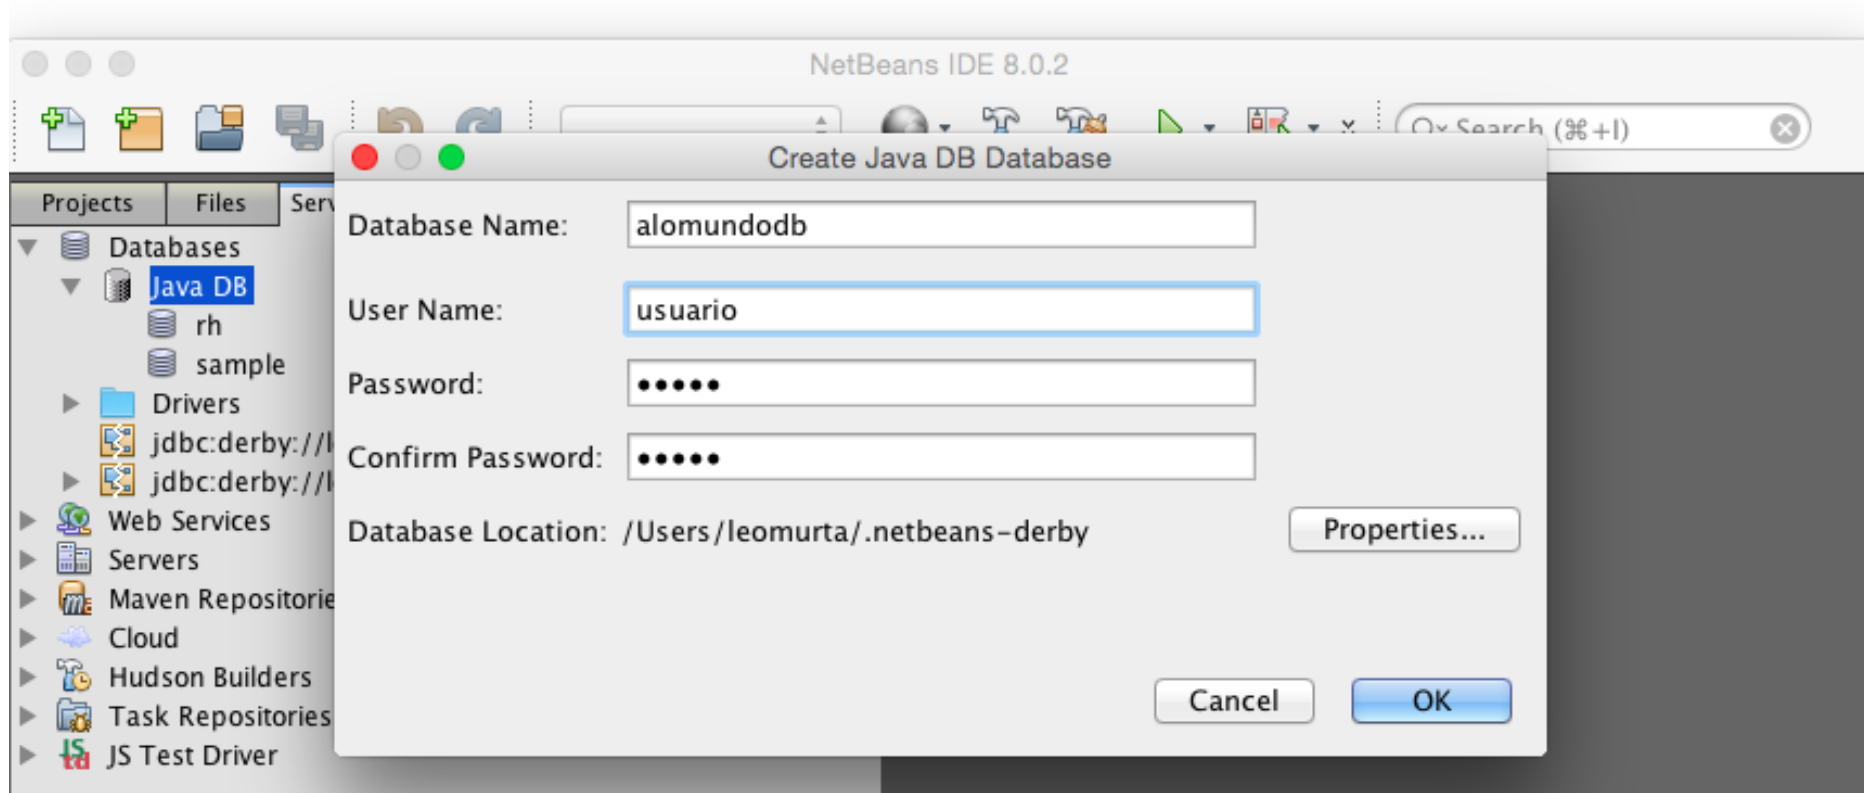 NetBeans IDE 8.0.2
Search (⌘+I)
Create Java DB Database
Projects Files Serv
Databases
Java DB
rh
sample
Drivers
jdbc:derby://l
jdbc:derby://l
Web Services
Servers
Maven Repositorie
Cloud
Hudson Builders
Task Repositories
JS Test Driver
Database Name: alomundodb
User Name: usuario
Password: •••••
Confirm Password: •••••
Database Location: /Users/leomurta/.netbeans-derby
Properties...
Cancel OK